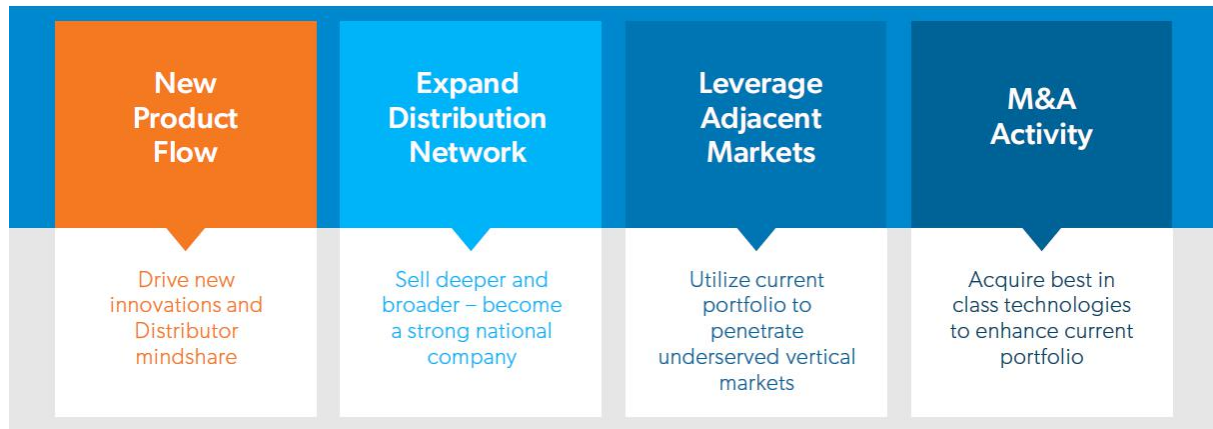 New
Product
Flow
Drive new
innovations and
Distributor
mindshare
Expand
Distribution
Network
Sell deeper and
broader – become
a strong national
company
Leverage
Adjacent
Markets
Utilize current
portfolio to
penetrate
underserved vertical
markets
M&A
Activity
Acquire best in
class technologies
to enhance current
portfolio